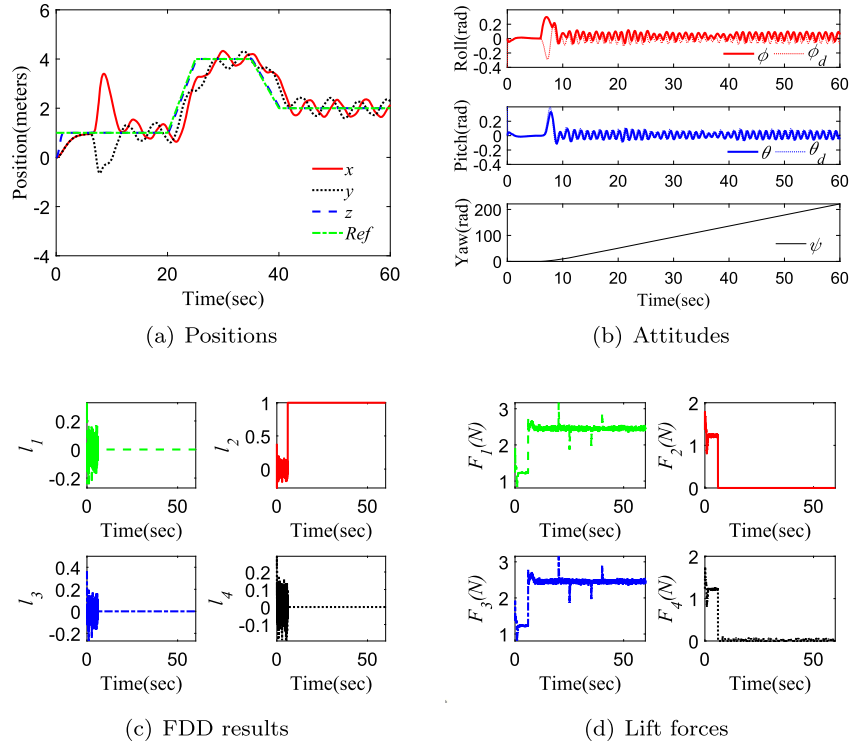 Position(meters)
6
4
2
0
-2
-4
x
y
z
Ref
0
20
40
60
Time(sec)
(a) Positions
Roll(rad)
0.2
0
-0.2
-0.4
ϕ
ϕd
0
10
20
30
40
50
60
Pitch(rad)
0.2
0
-0.2
-0.4
θ
θd
0
10
20
30
40
50
60
Yaw(rad)
200
100
0
ψ
0
10
20
30
40
50
60
Time(sec)
(b) Attitudes
l1
0.2
0
-0.2
0
50
Time(sec)
l2
1
0.5
0
0
50
Time(sec)
l3
0.4
0.2
0
-0.2
0
50
Time(sec)
l4
0.2
0.1
0
-0.1
0
50
Time(sec)
(c) FDD results
F1(N)
3
2
1
0
50
Time(sec)
F2(N)
2
1
0
0
50
Time(sec)
F3(N)
3
2
1
0
50
Time(sec)
F4(N)
2
1
0
0
50
Time(sec)
(d) Lift forces